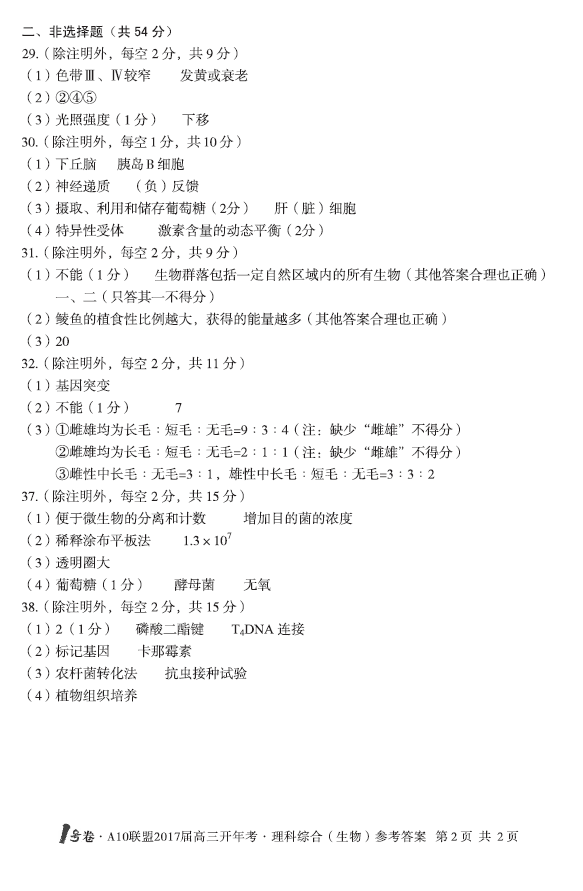 二、非选择题（共 54 分）
29.（除注明外，每空 2 分，共 9 分）
（1）色带Ⅲ、Ⅳ较窄 发黄或衰老
（2）②④⑤
（3）光照强度（1 分） 下移
30.（除注明外，每空 1 分，共 10 分）
（1）下丘脑 胰岛 B 细胞
（2）神经递质 （负）反馈
（3）摄取、利用和储存葡萄糖（2分） 肝（脏）细胞
（4）特异性受体 激素含量的动态平衡（2分）
31.（除注明外，每空 2 分，共 9 分）
（1）不能（1 分） 生物群落包括一定自然区域内的所有生物（其他答案合理也正确）
一、二（只答其一不得分）
（2）鲮鱼的植食性比例越大，获得的能量越多（其他答案合理也正确）
（3）20
32.（除注明外，每空 2 分，共 11 分）
（1）基因突变
（2）不能（1 分） 7
（3）①雌雄均为长毛∶短毛∶无毛=9∶3∶4（注：缺少“雌雄”不得分）
②雌雄均为长毛∶短毛∶无毛=2∶1∶1（注：缺少“雌雄”不得分）
③雌性中长毛∶无毛=3∶1，雄性中长毛∶短毛∶无毛=3∶3∶2
37.（除注明外，每空 2 分，共 15 分）
（1）便于微生物的分离和计数 增加目的菌的浓度
（2）稀释涂布平板法 1.3 × 10⁷
（3）透明圈大
（4）葡萄糖（1 分） 酵母菌 无氧
38.（除注明外，每空 2 分，共 15 分）
（1）2（1 分） 磷酸二酯键 T₄DNA 连接
（2）标记基因 卡那霉素
（3）农杆菌转化法 抗虫接种试验
（4）植物组织培养
1号卷·A10联盟2017届高三开年考·理科综合（生物）参考答案 第 2 页 共 2 页